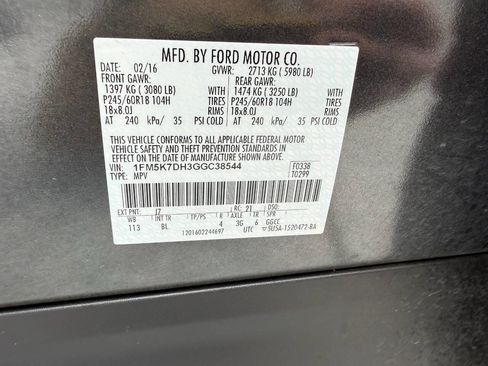 MFD. BY FORD MOTOR CO.
DATE: 02/16 GVWR: 2713 KG ( 5980 LB)
FRONT GAWR: REAR GAWR:
1397 KG ( 3080 LB) WITH 1474 KG ( 3250 LB) WITH
P245/60R18 104H TIRES P245/60R18 104H TIRES
18x8.0J RIMS 18x8.0J RIMS
AT 240 kPa/ 35 PSI COLD AT 240 kPa/ 35 PSI COLD
THIS VEHICLE CONFORMS TO ALL APPLICABLE FEDERAL MOTOR
VEHICLE SAFETY AND THEFT PREVENTION STANDARDS IN
EFFECT ON THE DATE OF MANUFACTURE SHOWN ABOVE.
VIN: 1FM5K7DH3GGC38544 F0338
TYPE: MPV T0299
EXT PNT: J7 RC: 21 DSO:
WB INT TR TP/PS R AXLE TR SPR
113 BL 4 3G 6 GGCC
1201602244697 UTC 5U5A-1520472-BA